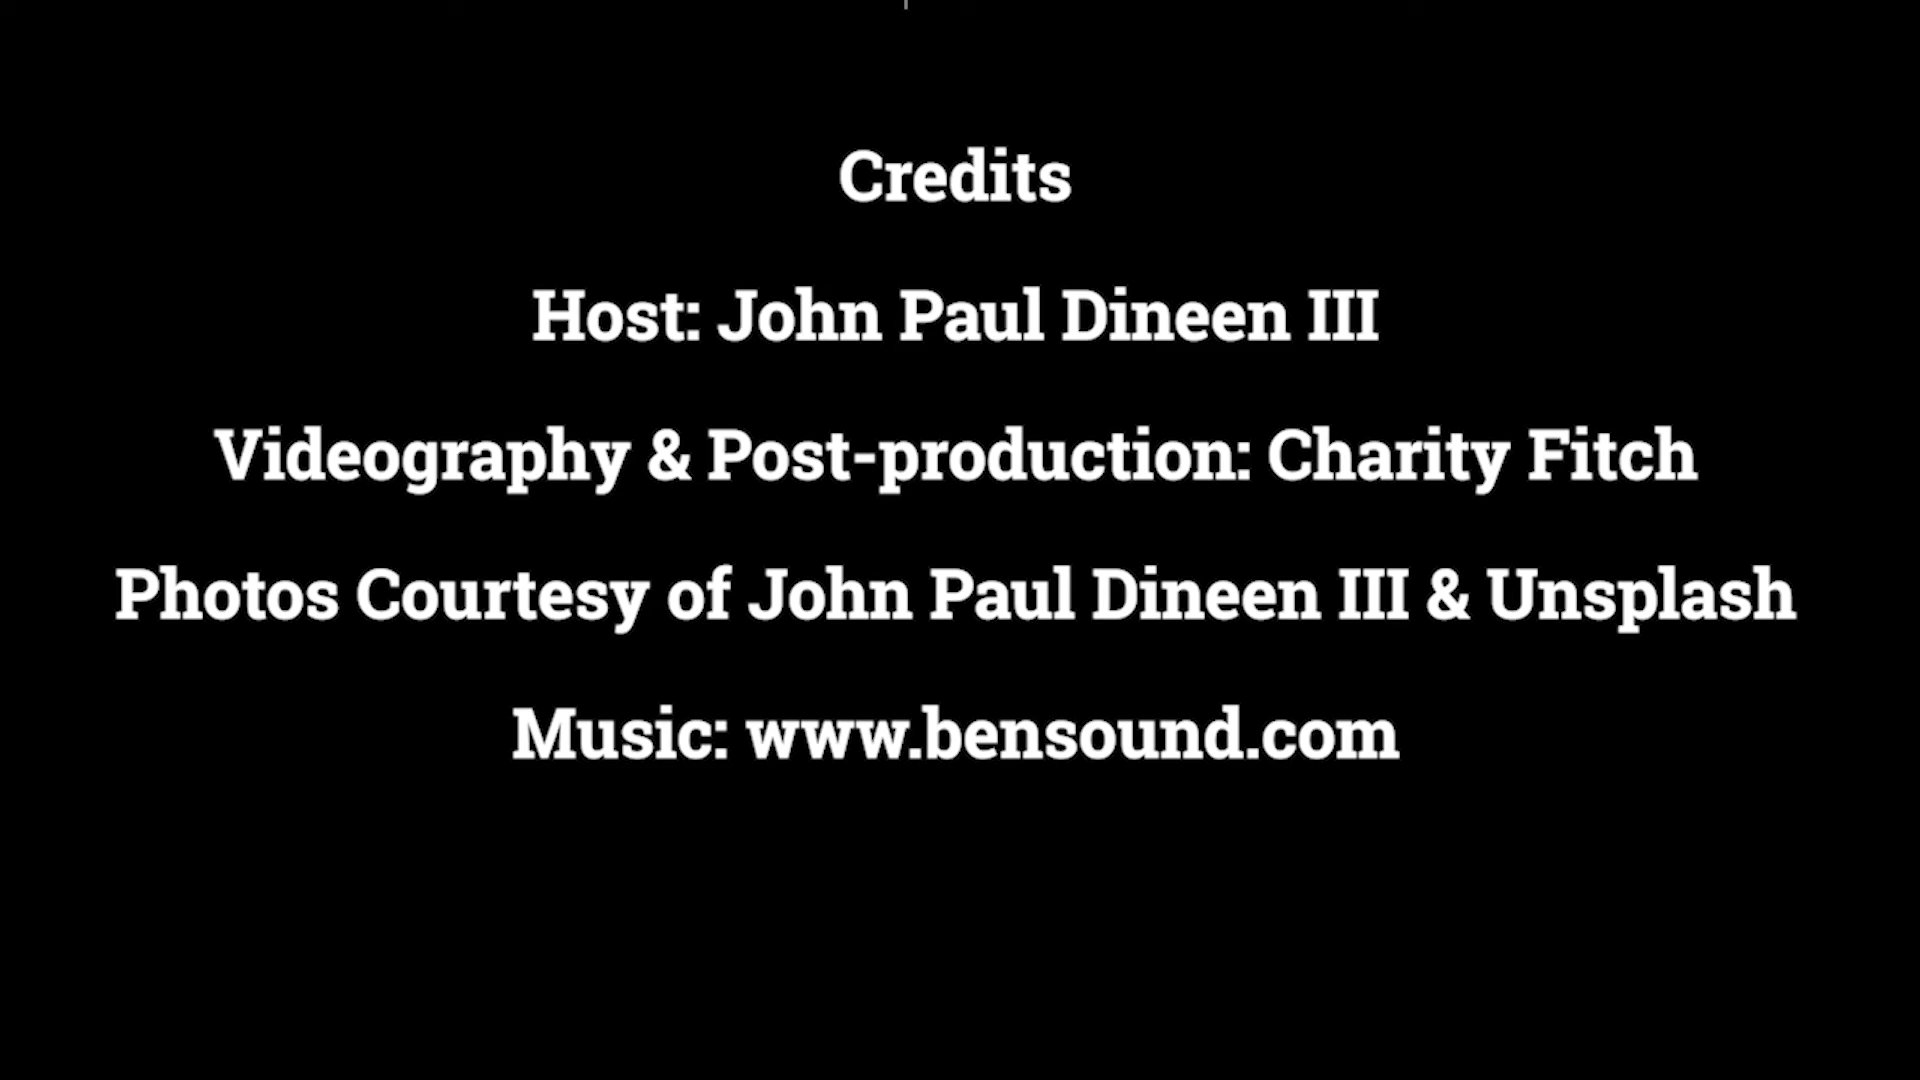 Credits
Host: John Paul Dineen III
Videography & Post-production: Charity Fitch
Photos Courtesy of John Paul Dineen III & Unsplash
Music: www.bensound.com